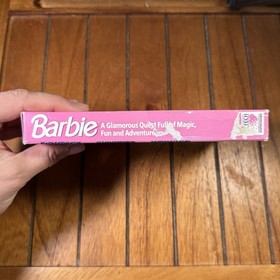 Barbie
A Glamorous Quest Full of Magic,
Fun and Adventure